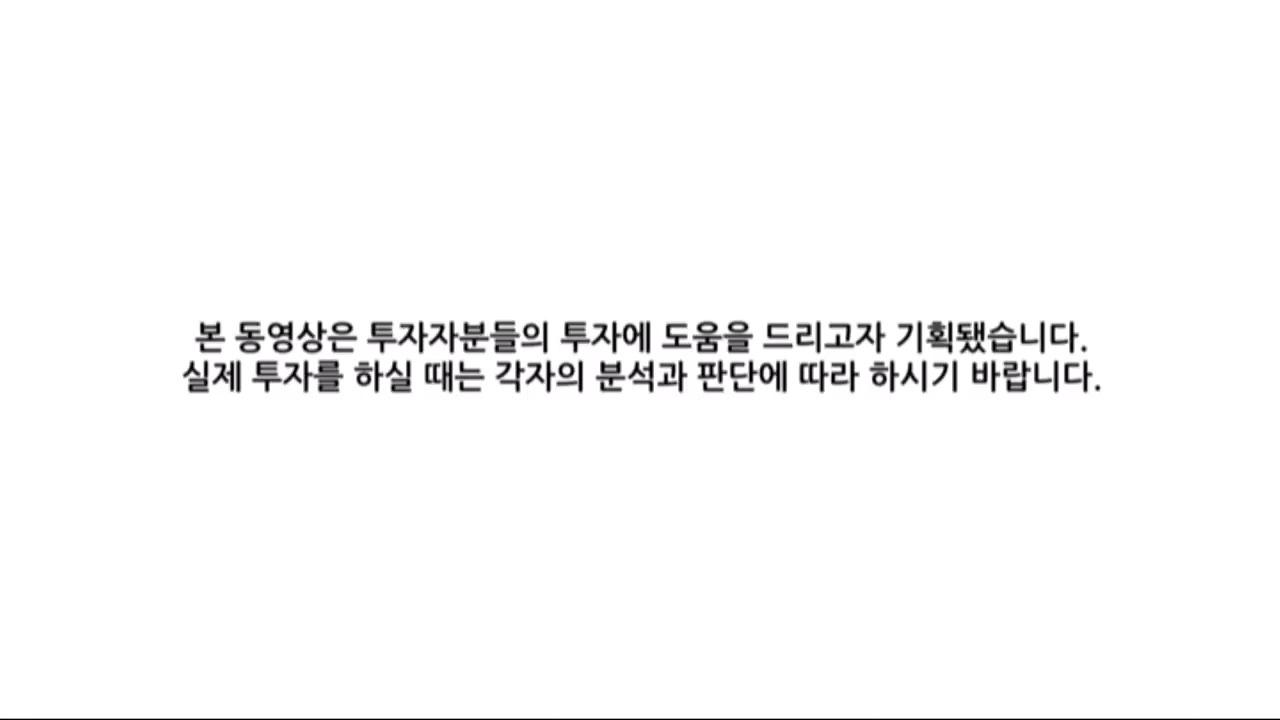 본 동영상은 투자자분들의 투자에 도움을 드리고자 기획됐습니다.
실제 투자를 하실 때는 각자의 분석과 판단에 따라 하시기 바랍니다.